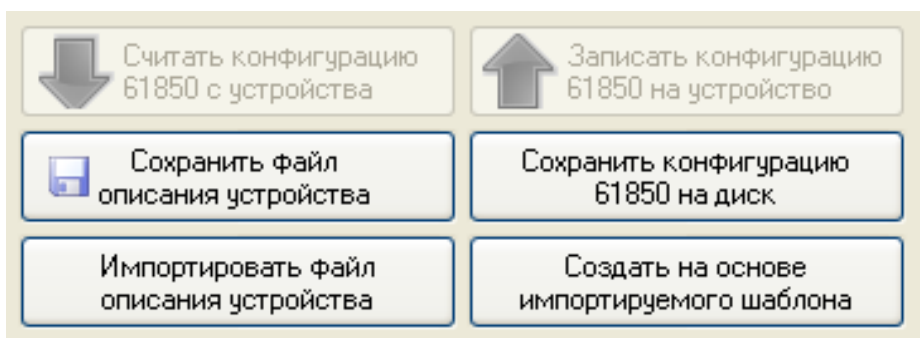 Считать конфигурацию
61850 с устройства
Записать конфигурацию
61850 на устройство
Сохранить файл
описания устройства
Сохранить конфигурацию
61850 на диск
Импортировать файл
описания устройства
Создать на основе
импортируемого шаблона